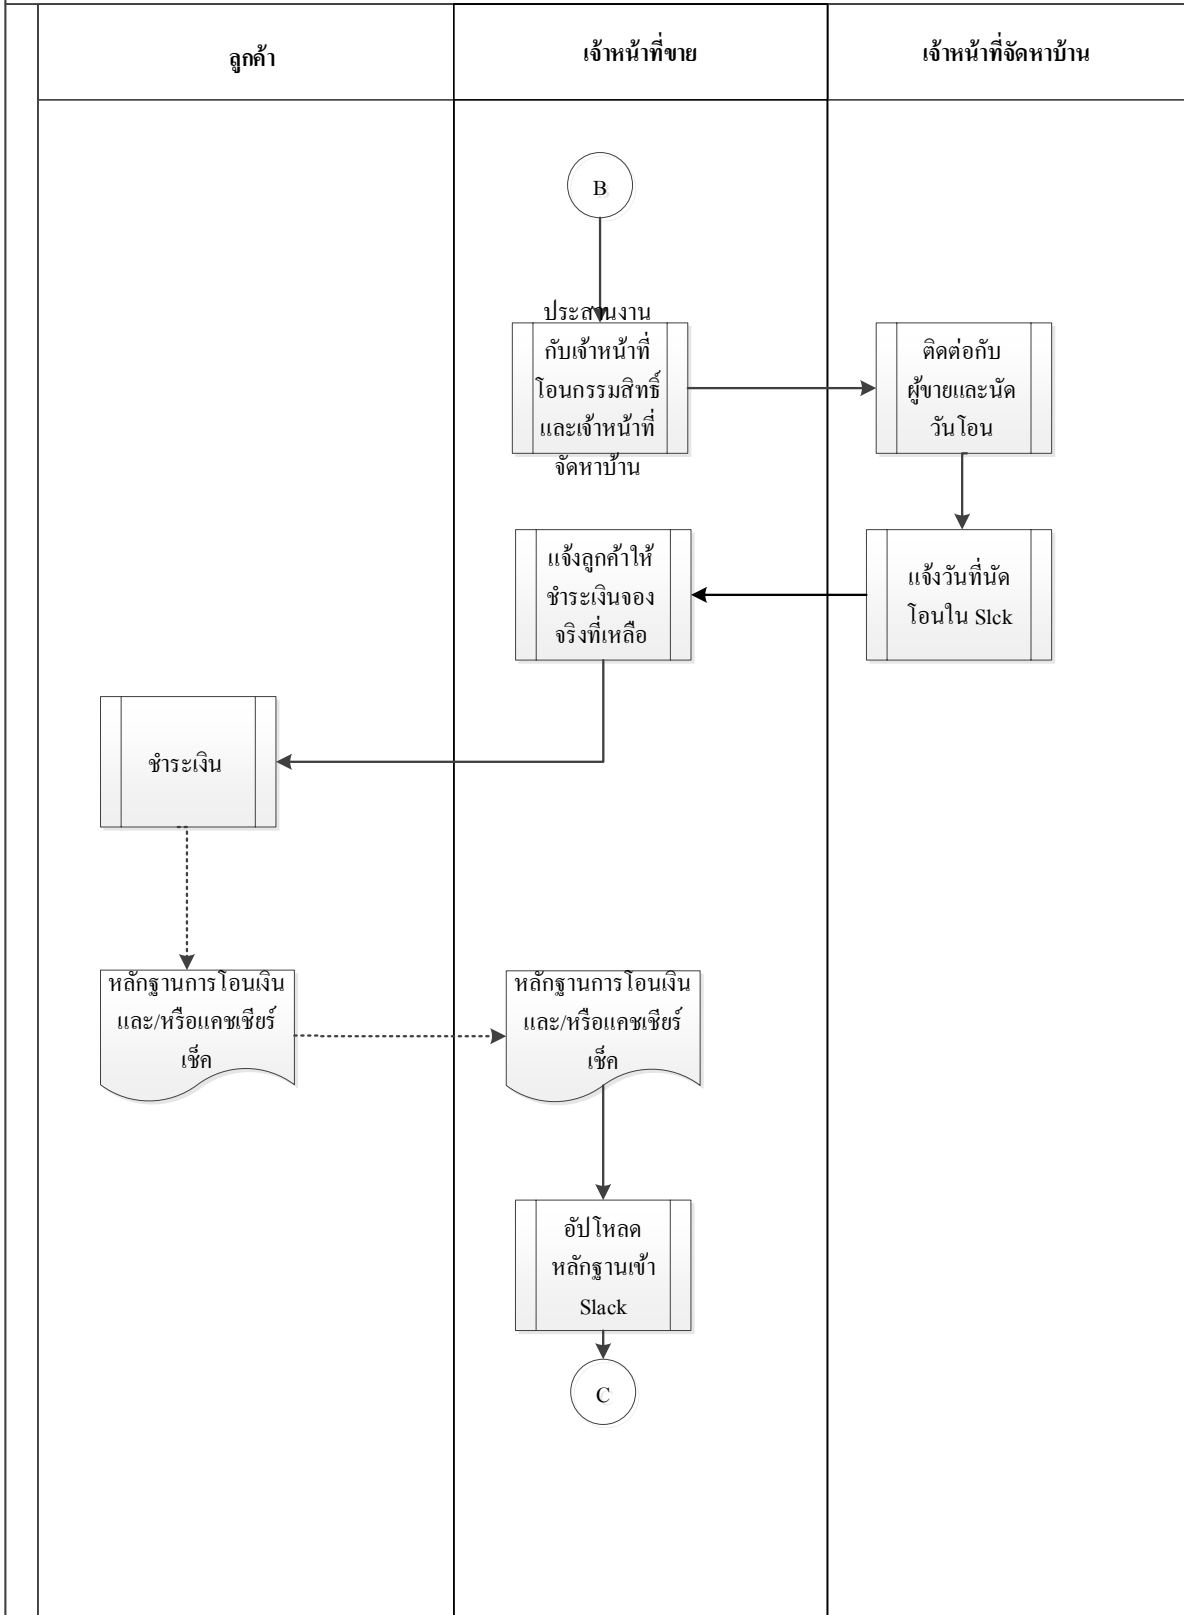 ลูกค้า
เจ้าหน้าที่ขาย
เจ้าหน้าที่จัดหาบ้าน
B
ประสานงาน
กับเจ้าหน้าที่
โอนกรรมสิทธิ์
และเจ้าหน้าที่
จัดหาบ้าน
ติดต่อกับ
ผู้ขายและนัด
วันโอน
แจ้งลูกค้าให้
ชำระเงินจอง
จริงที่เหลือ
แจ้งวันที่นัด
โอนใน Slck
ชำระเงิน
หลักฐานการโอนเงิน
และ/หรือแคชเชียร์
เช็ค
หลักฐานการโอนเงิน
และ/หรือแคชเชียร์
เช็ค
อัปโหลด
หลักฐานเข้า
Slack
C